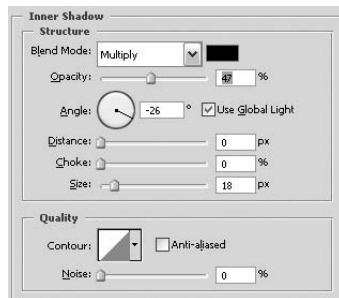 Inner Shadow
Structure
Blend Mode: Multiply
Opacity: 47 %
Angle: -26 ° Use Global Light
Distance: 0 px
Choke: 0 %
Size: 18 px
Quality
Contour: Anti-aliased
Noise: 0 %